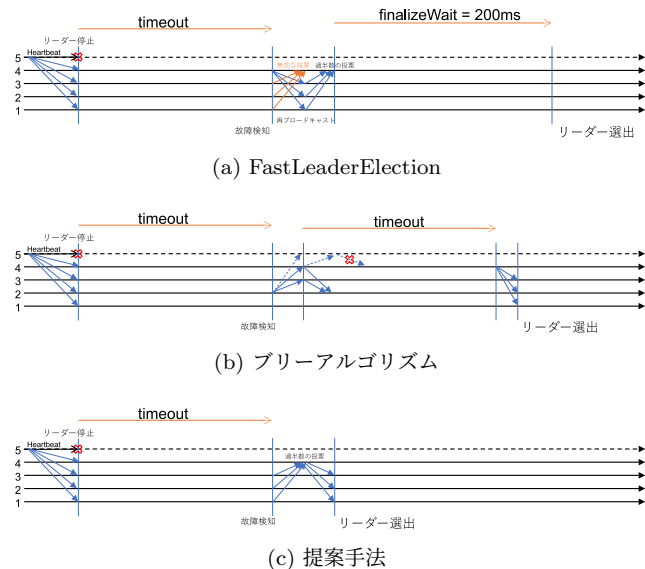 timeout
finalizeWait = 200ms
リーダー停止
Heartbeat
5
4
3
2
1
無効な投票
過半数の投票
再ブロードキャスト
故障検知
リーダー選出
(a) FastLeaderElection
timeout
timeout
リーダー停止
Heartbeat
5
4
3
2
1
故障検知
リーダー選出
(b) ブリーアルゴリズム
timeout
リーダー停止
Heartbeat
5
4
3
2
1
過半数の投票
故障検知
リーダー選出
(c) 提案手法